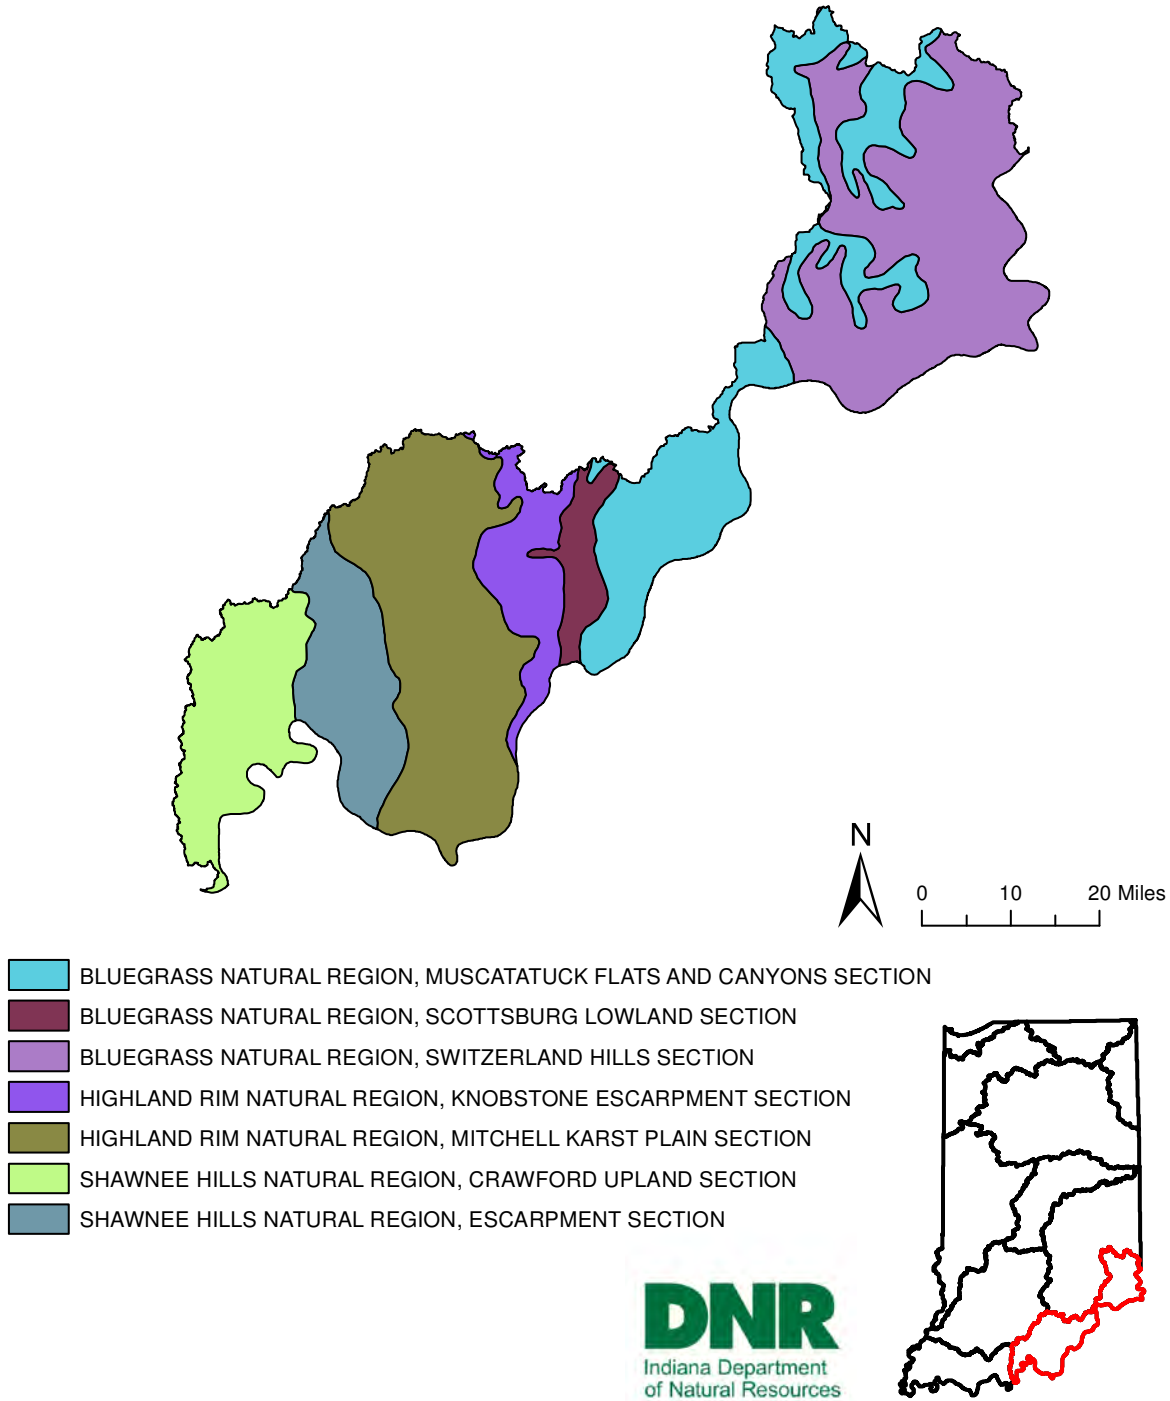 N
0 10 20 Miles
BLUEGRASS NATURAL REGION, MUSCATATUCK FLATS AND CANYONS SECTION
BLUEGRASS NATURAL REGION, SCOTTSBURG LOWLAND SECTION
BLUEGRASS NATURAL REGION, SWITZERLAND HILLS SECTION
HIGHLAND RIM NATURAL REGION, KNOBSTONE ESCARPMENT SECTION
HIGHLAND RIM NATURAL REGION, MITCHELL KARST PLAIN SECTION
SHAWNEE HILLS NATURAL REGION, CRAWFORD UPLAND SECTION
SHAWNEE HILLS NATURAL REGION, ESCARPMENT SECTION
DNR
Indiana Department
of Natural Resources